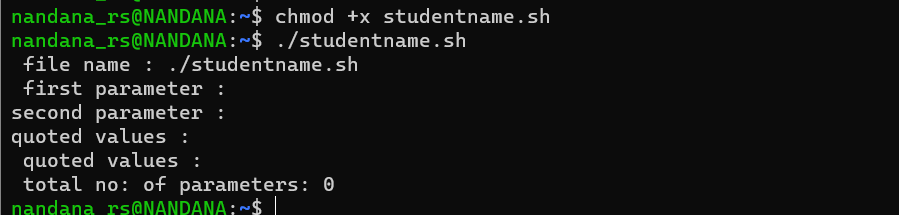 nandana_rs@NANDANA:~$ chmod +x studentname.sh
nandana_rs@NANDANA:~$ ./studentname.sh
 file name : ./studentname.sh
 first parameter :
second parameter :
quoted values :
 quoted values :
 total no: of parameters: 0
nandana_rs@NANDANA:~$